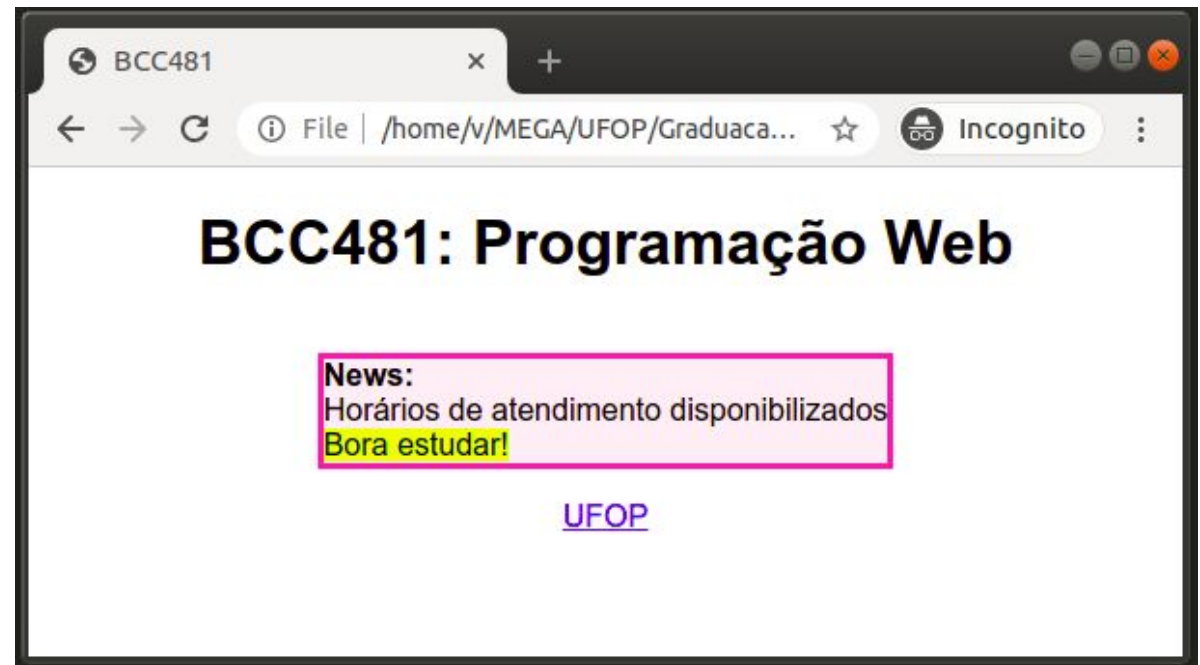 BCC481
File | /home/v/MEGA/UFOP/Graduaca... Incognito
BCC481: Programação Web
News:
Horários de atendimento disponibilizados
Bora estudar!
UFOP